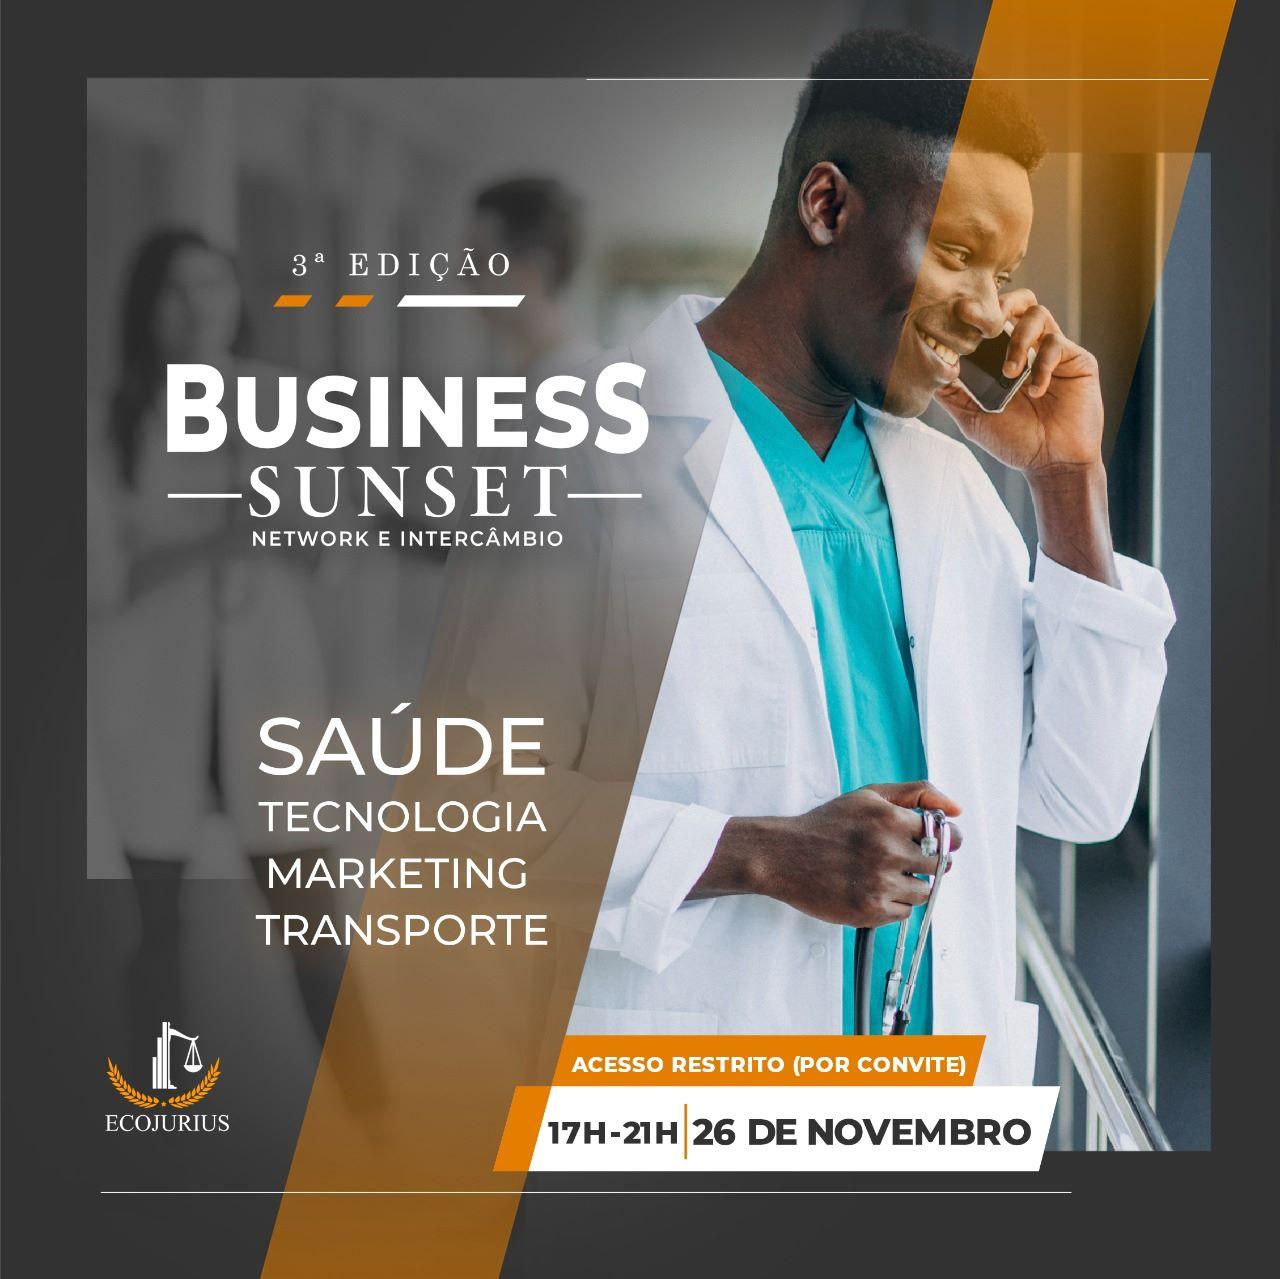 3ª EDIÇÃO
BUSINESS
SUNSET
NETWORK E INTERCÂMBIO
SAÚDE
TECNOLOGIA
MARKETING
TRANSPORTE
ECOJURIUS
ACESSO RESTRITO (POR CONVITE)
17H-21H 26 DE NOVEMBRO